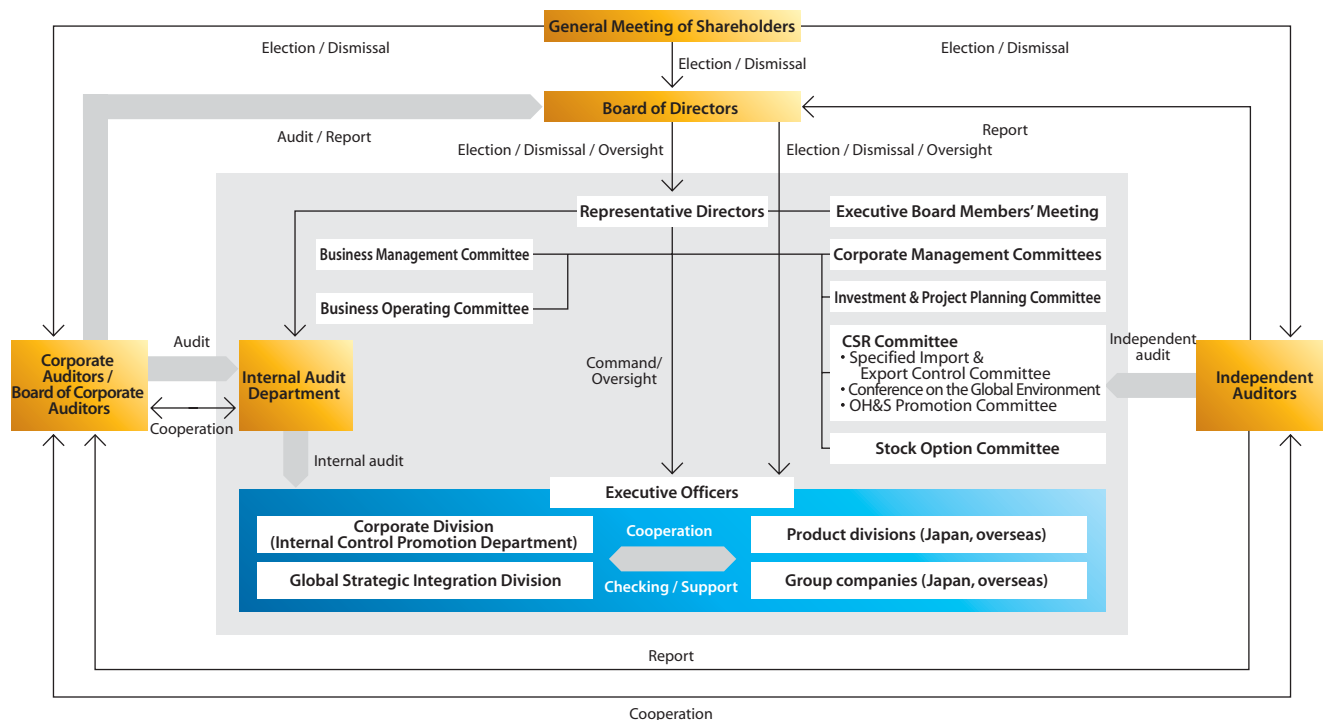 General Meeting of Shareholders
Election / Dismissal
Election / Dismissal
Election / Dismissal
Board of Directors
Audit / Report
Report
Election / Dismissal / Oversight
Election / Dismissal / Oversight
Representative Directors
Executive Board Members' Meeting
Business Management Committee
Corporate Management Committees
Business Operating Committee
Investment & Project Planning Committee
CSR Committee
• Specified Import &
Export Control Committee
• Conference on the Global Environment
• OH&S Promotion Committee
Stock Option Committee
Independent
audit
Independent
Auditors
Command/
Oversight
Audit
Corporate
Auditors /
Board of Corporate
Auditors
Internal Audit
Department
Cooperation
Internal audit
Executive Officers
Corporate Division
(Internal Control Promotion Department)
Cooperation
Product divisions (Japan, overseas)
Global Strategic Integration Division
Checking / Support
Group companies (Japan, overseas)
Report
Cooperation